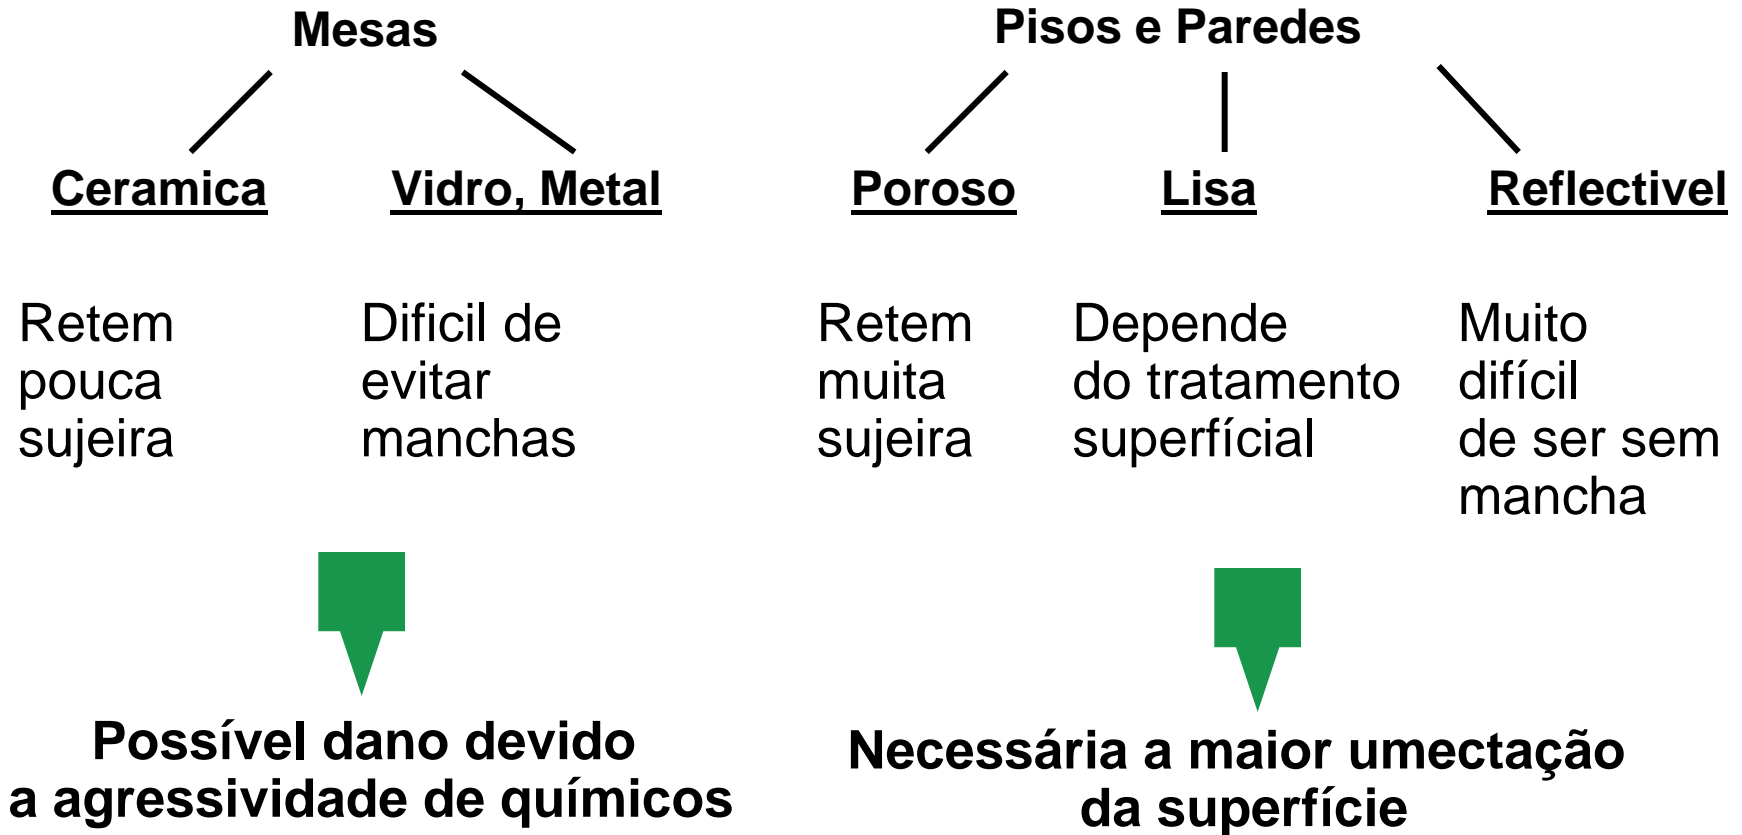 Mesas
Ceramica
Retem
pouca
sujeira
Vidro, Metal
Dificil de
evitar
manchas
Possível dano devido
a agressividade de químicos
Pisos e Paredes
Poroso
Retem
muita
sujeira
Lisa
Depende
do tratamento
superfícial
Reflectivel
Muito
difícil
de ser sem
mancha
Necessária a maior umectação
da superfície